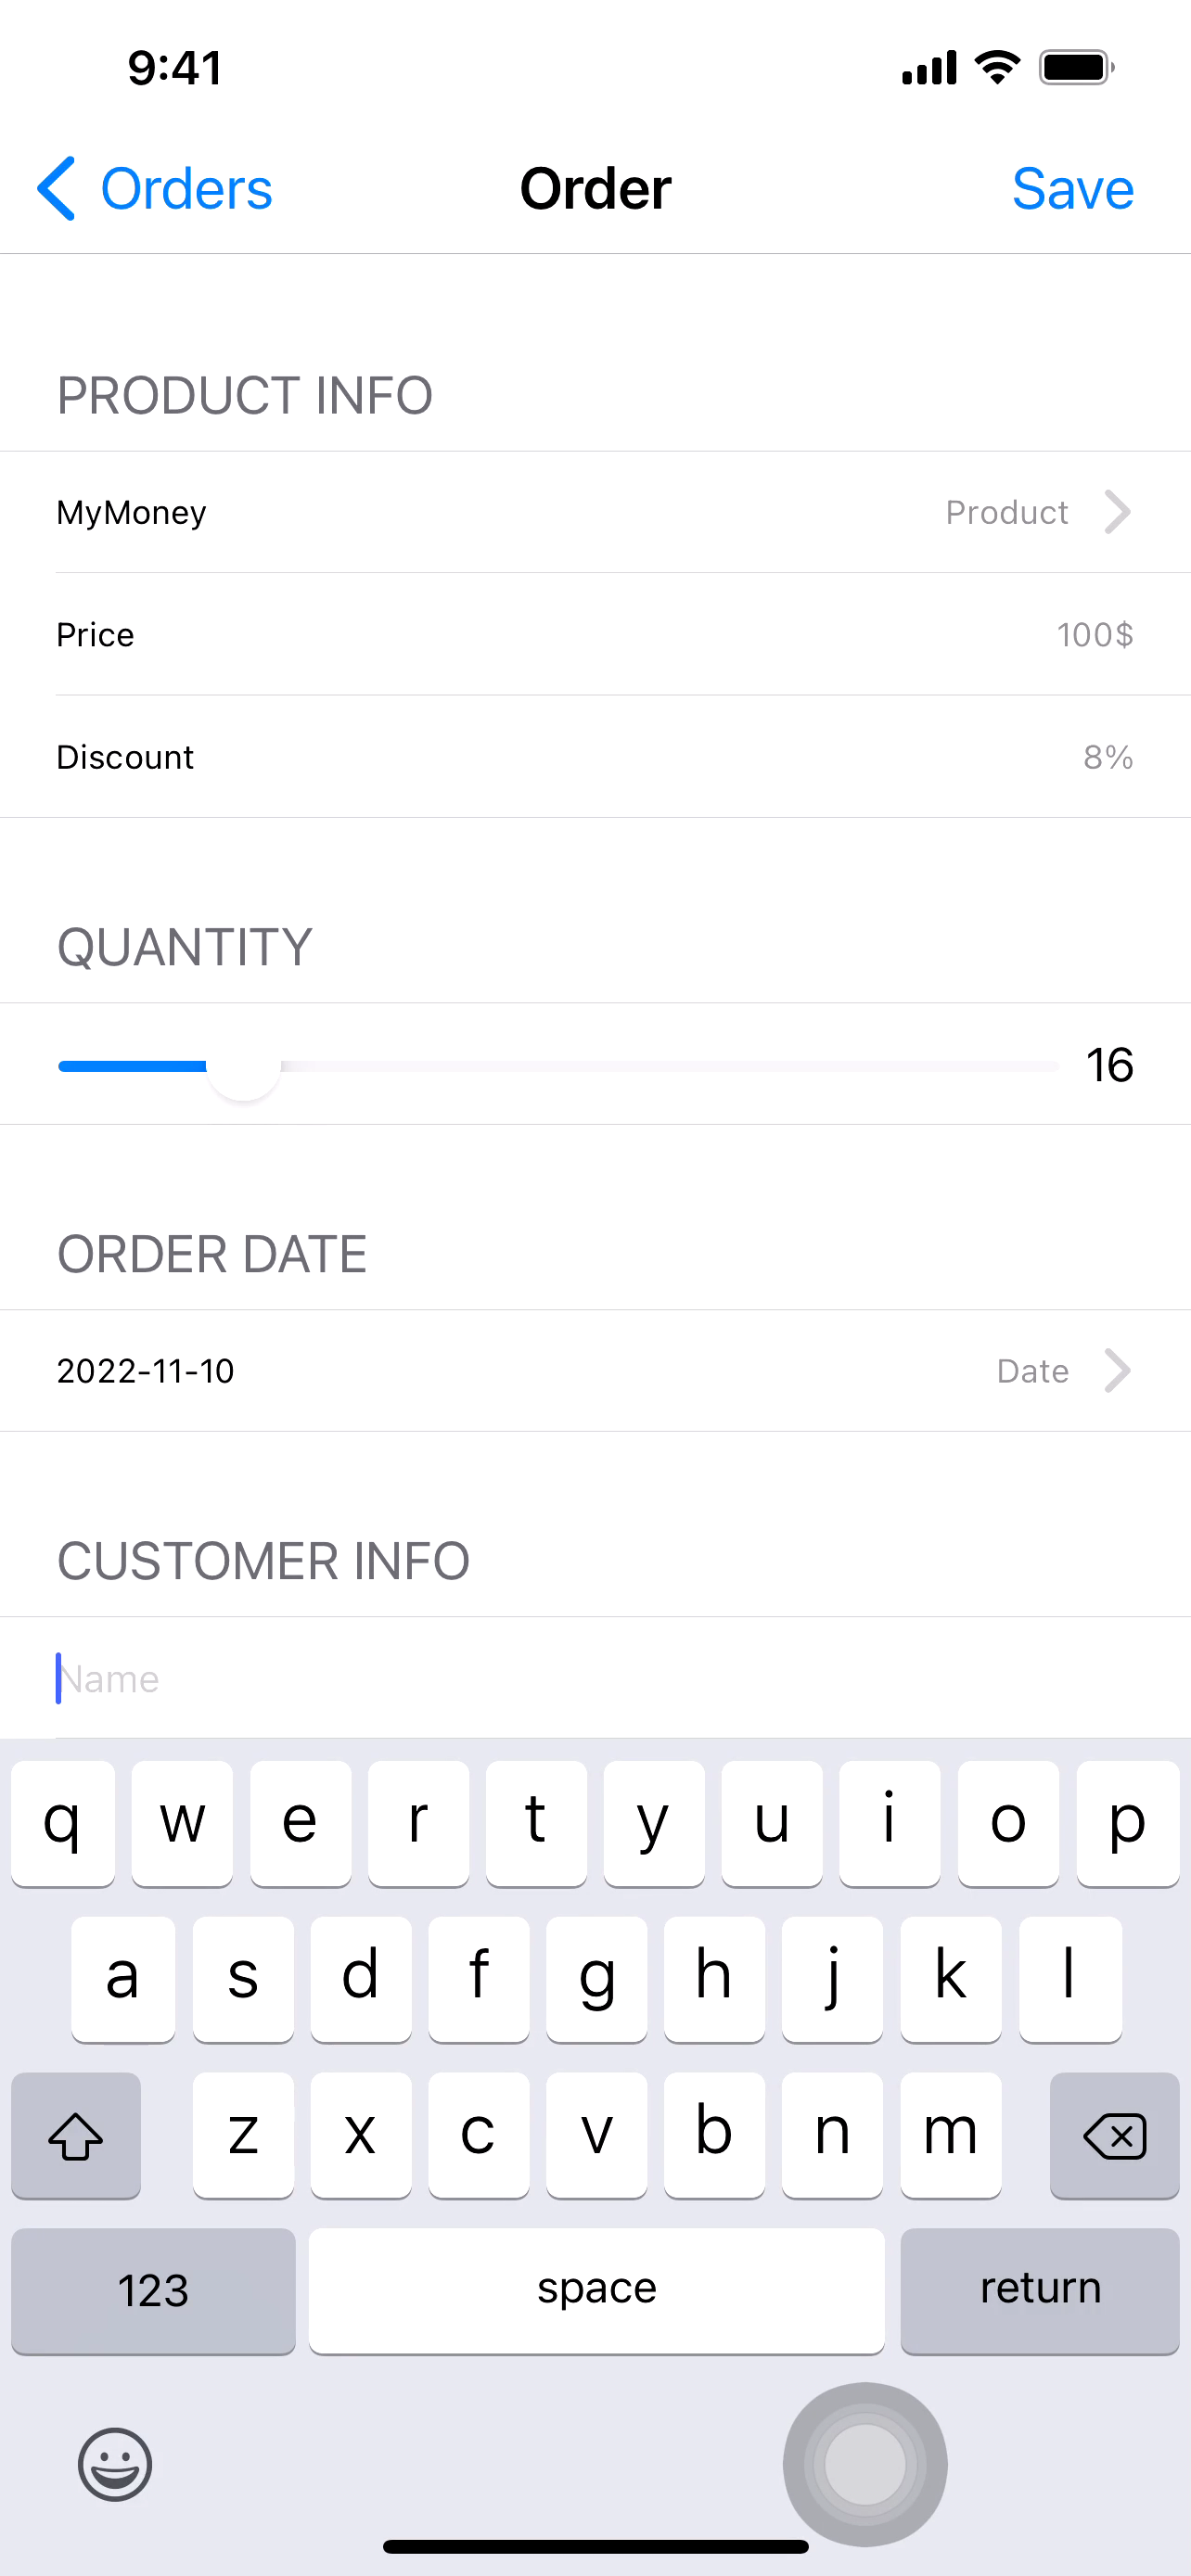 9:41
Orders Order Save
PRODUCT INFO
MyMoney Product
Price 100$
Discount 8%
QUANTITY
16
ORDER DATE
2022-11-10 Date
CUSTOMER INFO
Name
q w e r t y u i o p
a s d f g h j k l
z x c v b n m
123 space return